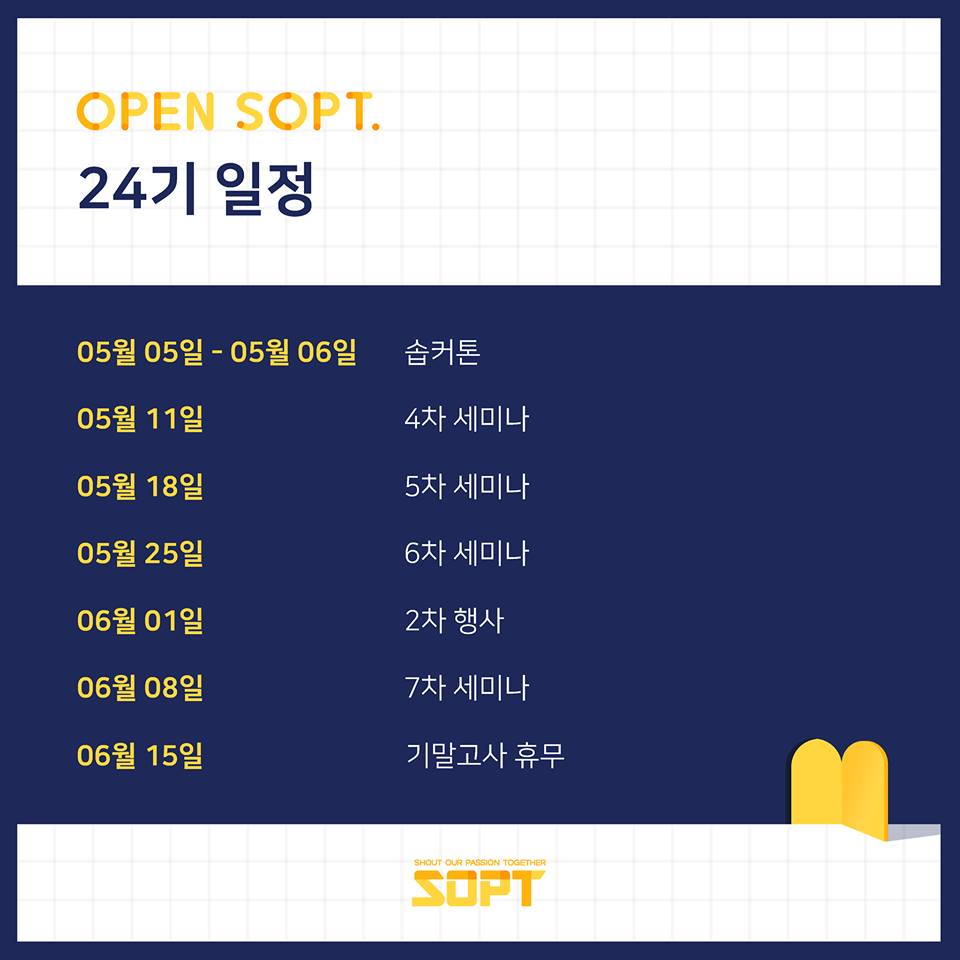 OPEN SOPT.
24기 일정
05월 05일 - 05월 06일 솝커톤
05월 11일 4차 세미나
05월 18일 5차 세미나
05월 25일 6차 세미나
06월 01일 2차 행사
06월 08일 7차 세미나
06월 15일 기말고사 휴무
SHOUT OUR PASSION TOGETHER
SOPT